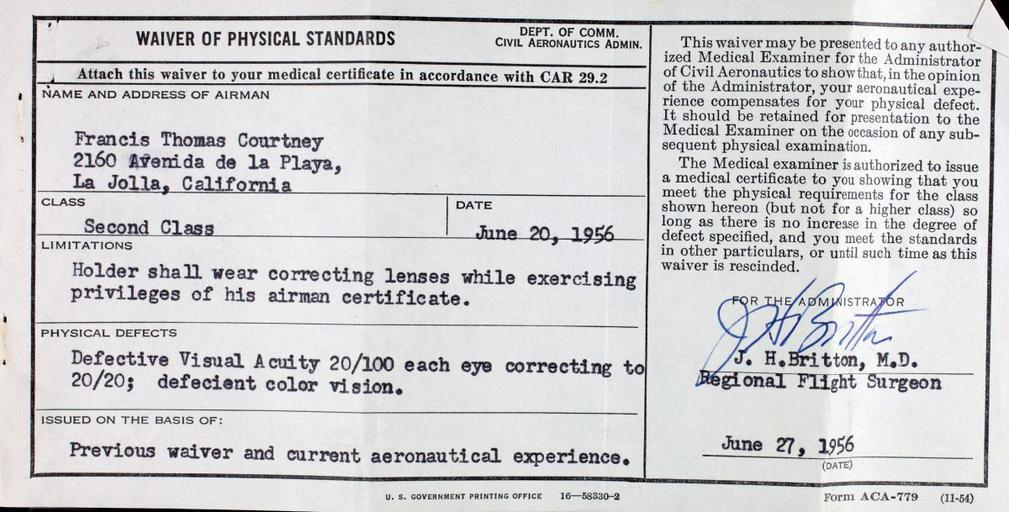 WAIVER OF PHYSICAL STANDARDS
DEPT. OF COMM.
CIVIL AERONAUTICS ADMIN.
Attach this waiver to your medical certificate in accordance with CAR 29.2
NAME AND ADDRESS OF AIRMAN
Francis Thomas Courtney
2160 Avenida de la Playa,
La Jolla, California
CLASS
Second Class
DATE
June 20, 1956
LIMITATIONS
Holder shall wear correcting lenses while exercising
privileges of his airman certificate.
PHYSICAL DEFECTS
Defective Visual Acuity 20/100 each eye correcting to
20/20; defecient color vision.
ISSUED ON THE BASIS OF:
Previous waiver and current aeronautical experience.
This waiver may be presented to any author-
ized Medical Examiner for the Administrator
of Civil Aeronautics to show that, in the opinion
of the Administrator, your aeronautical expe-
rience compensates for your physical defect.
It should be retained for presentation to the
Medical Examiner on the occasion of any sub-
sequent physical examination.
The Medical examiner is authorized to issue
a medical certificate to you showing that you
meet the physical requirements for the class
shown hereon (but not for a higher class) so
long as there is no increase in the degree of
defect specified, and you meet the standards
in other particulars, or until such time as this
waiver is rescinded.
FOR THE ADMINISTRATOR
J H Britton
J. H.Britton, M.D.
Regional Flight Surgeon
June 27, 1956
(DATE)
U. S. GOVERNMENT PRINTING OFFICE 16—58330-2
Form ACA-779 (11-54)